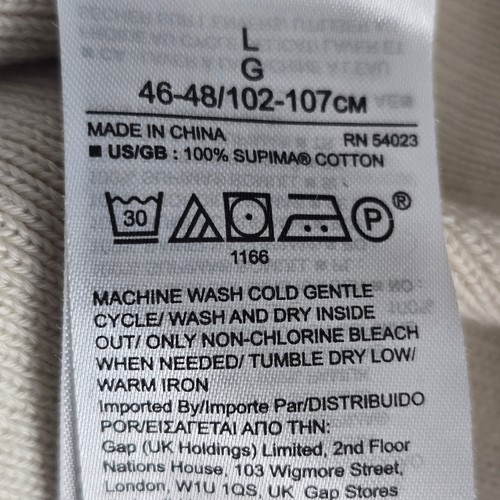 L
G
46-48/102-107CM
MADE IN CHINA RN 54023
■ US/GB : 100% SUPIMA® COTTON
30 P ®
1166
MACHINE WASH COLD GENTLE
CYCLE/ WASH AND DRY INSIDE
OUT/ ONLY NON-CHLORINE BLEACH
WHEN NEEDED/ TUMBLE DRY LOW/
WARM IRON
Imported By/Importe Par/DISTRIBUIDO
POR/ΕΙΣΑΓΕΤΑΙ ΑΠΟ ΤΗΝ:
Gap (UK Holdings) Limited, 2nd Floor
Nations House, 103 Wigmore Street,
London, W1U 1QS, UK, Gap Stores